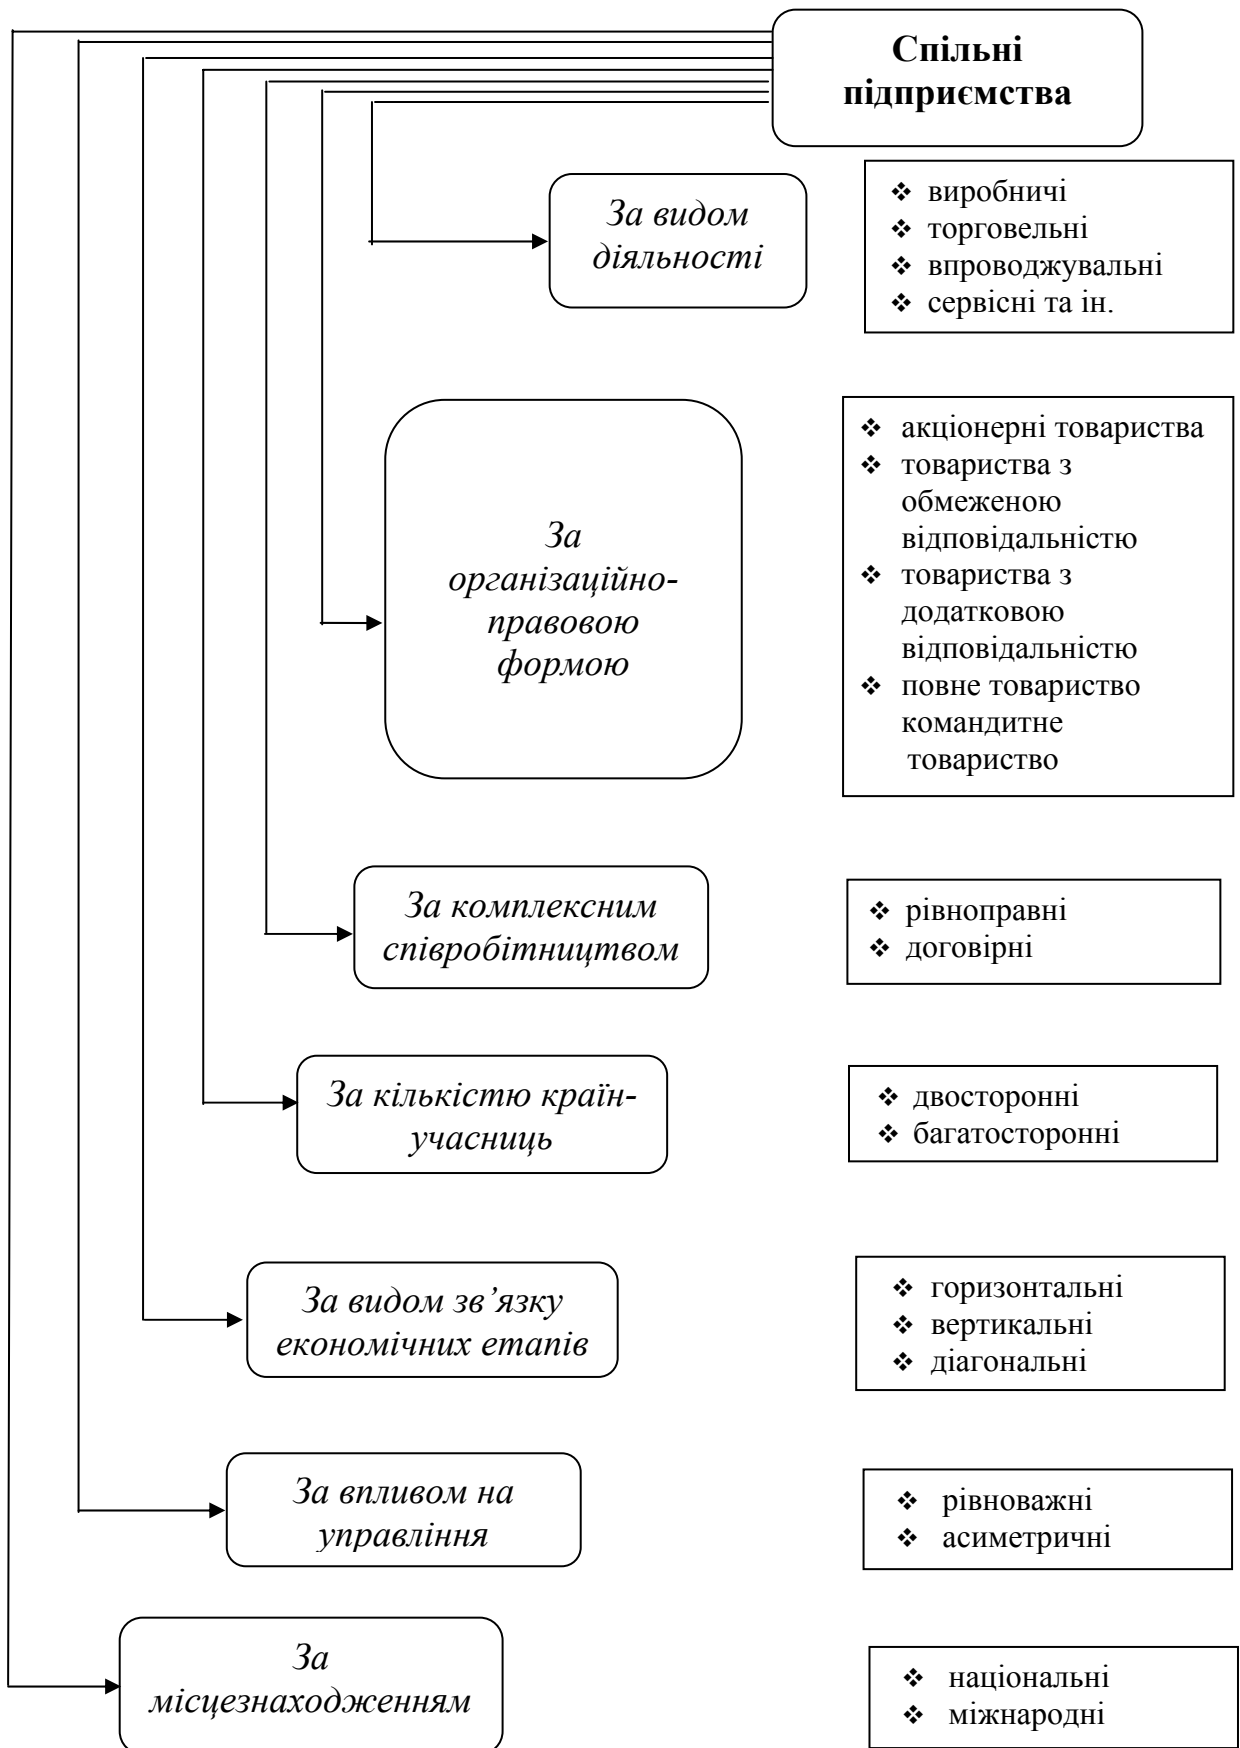 Спільні
підприємства
За видом
діяльності
❖ виробничі
❖ торговельні
❖ впроводжувальні
❖ сервісні та ін.
За
організаційно-
правовою
формою
❖ акціонерні товариства
❖ товариства з
обмеженою
відповідальністю
❖ товариства з
додатковою
відповідальністю
❖ повне товариство
командитне
товариство
За комплексним
співробітництвом
❖ рівноправні
❖ договірні
За кількістю країн-
учасниць
❖ двосторонні
❖ багатосторонні
За видом зв’язку
економічних етапів
❖ горизонтальні
❖ вертикальні
❖ діагональні
За впливом на
управління
❖ рівноважні
❖ асиметричні
За
місцезнаходженням
❖ національні
❖ міжнародні